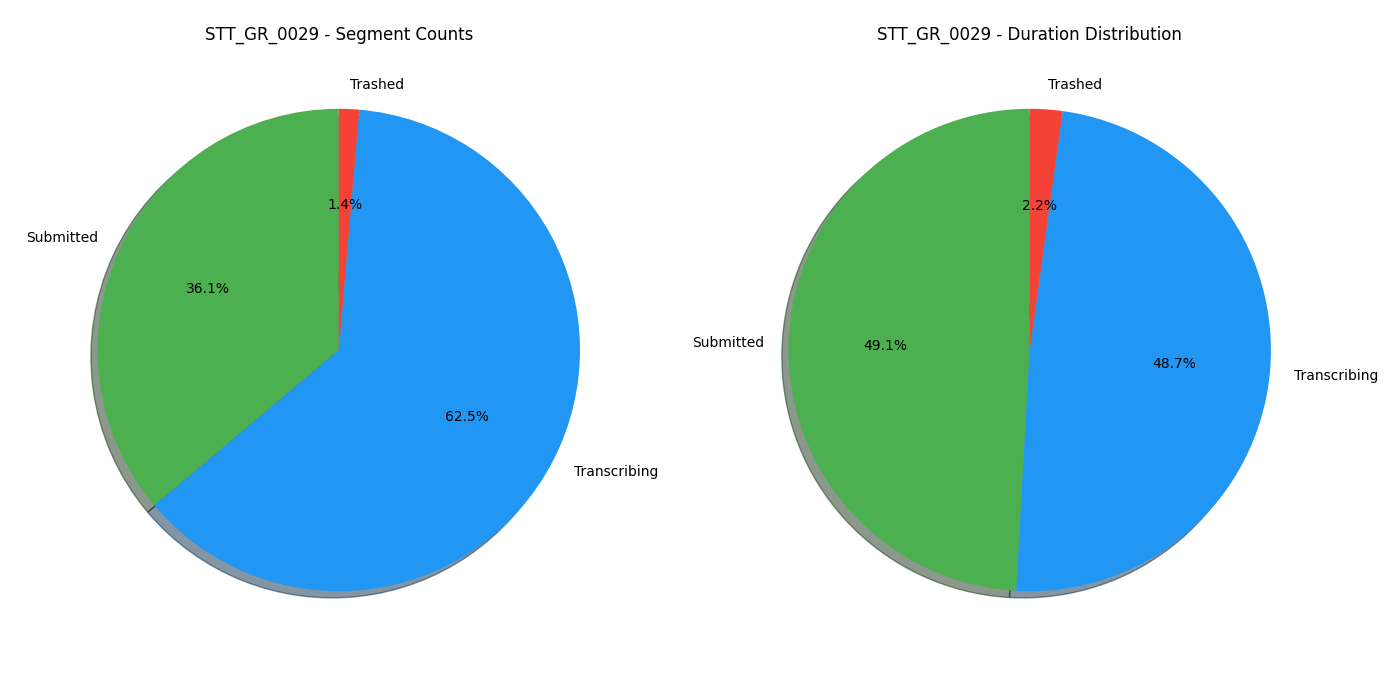 STT_GR_0029 - Segment Counts
Trashed
1.4%
Submitted
36.1%
62.5%
Transcribing
STT_GR_0029 - Duration Distribution
Trashed
2.2%
Submitted
49.1%
48.7%
Transcribing